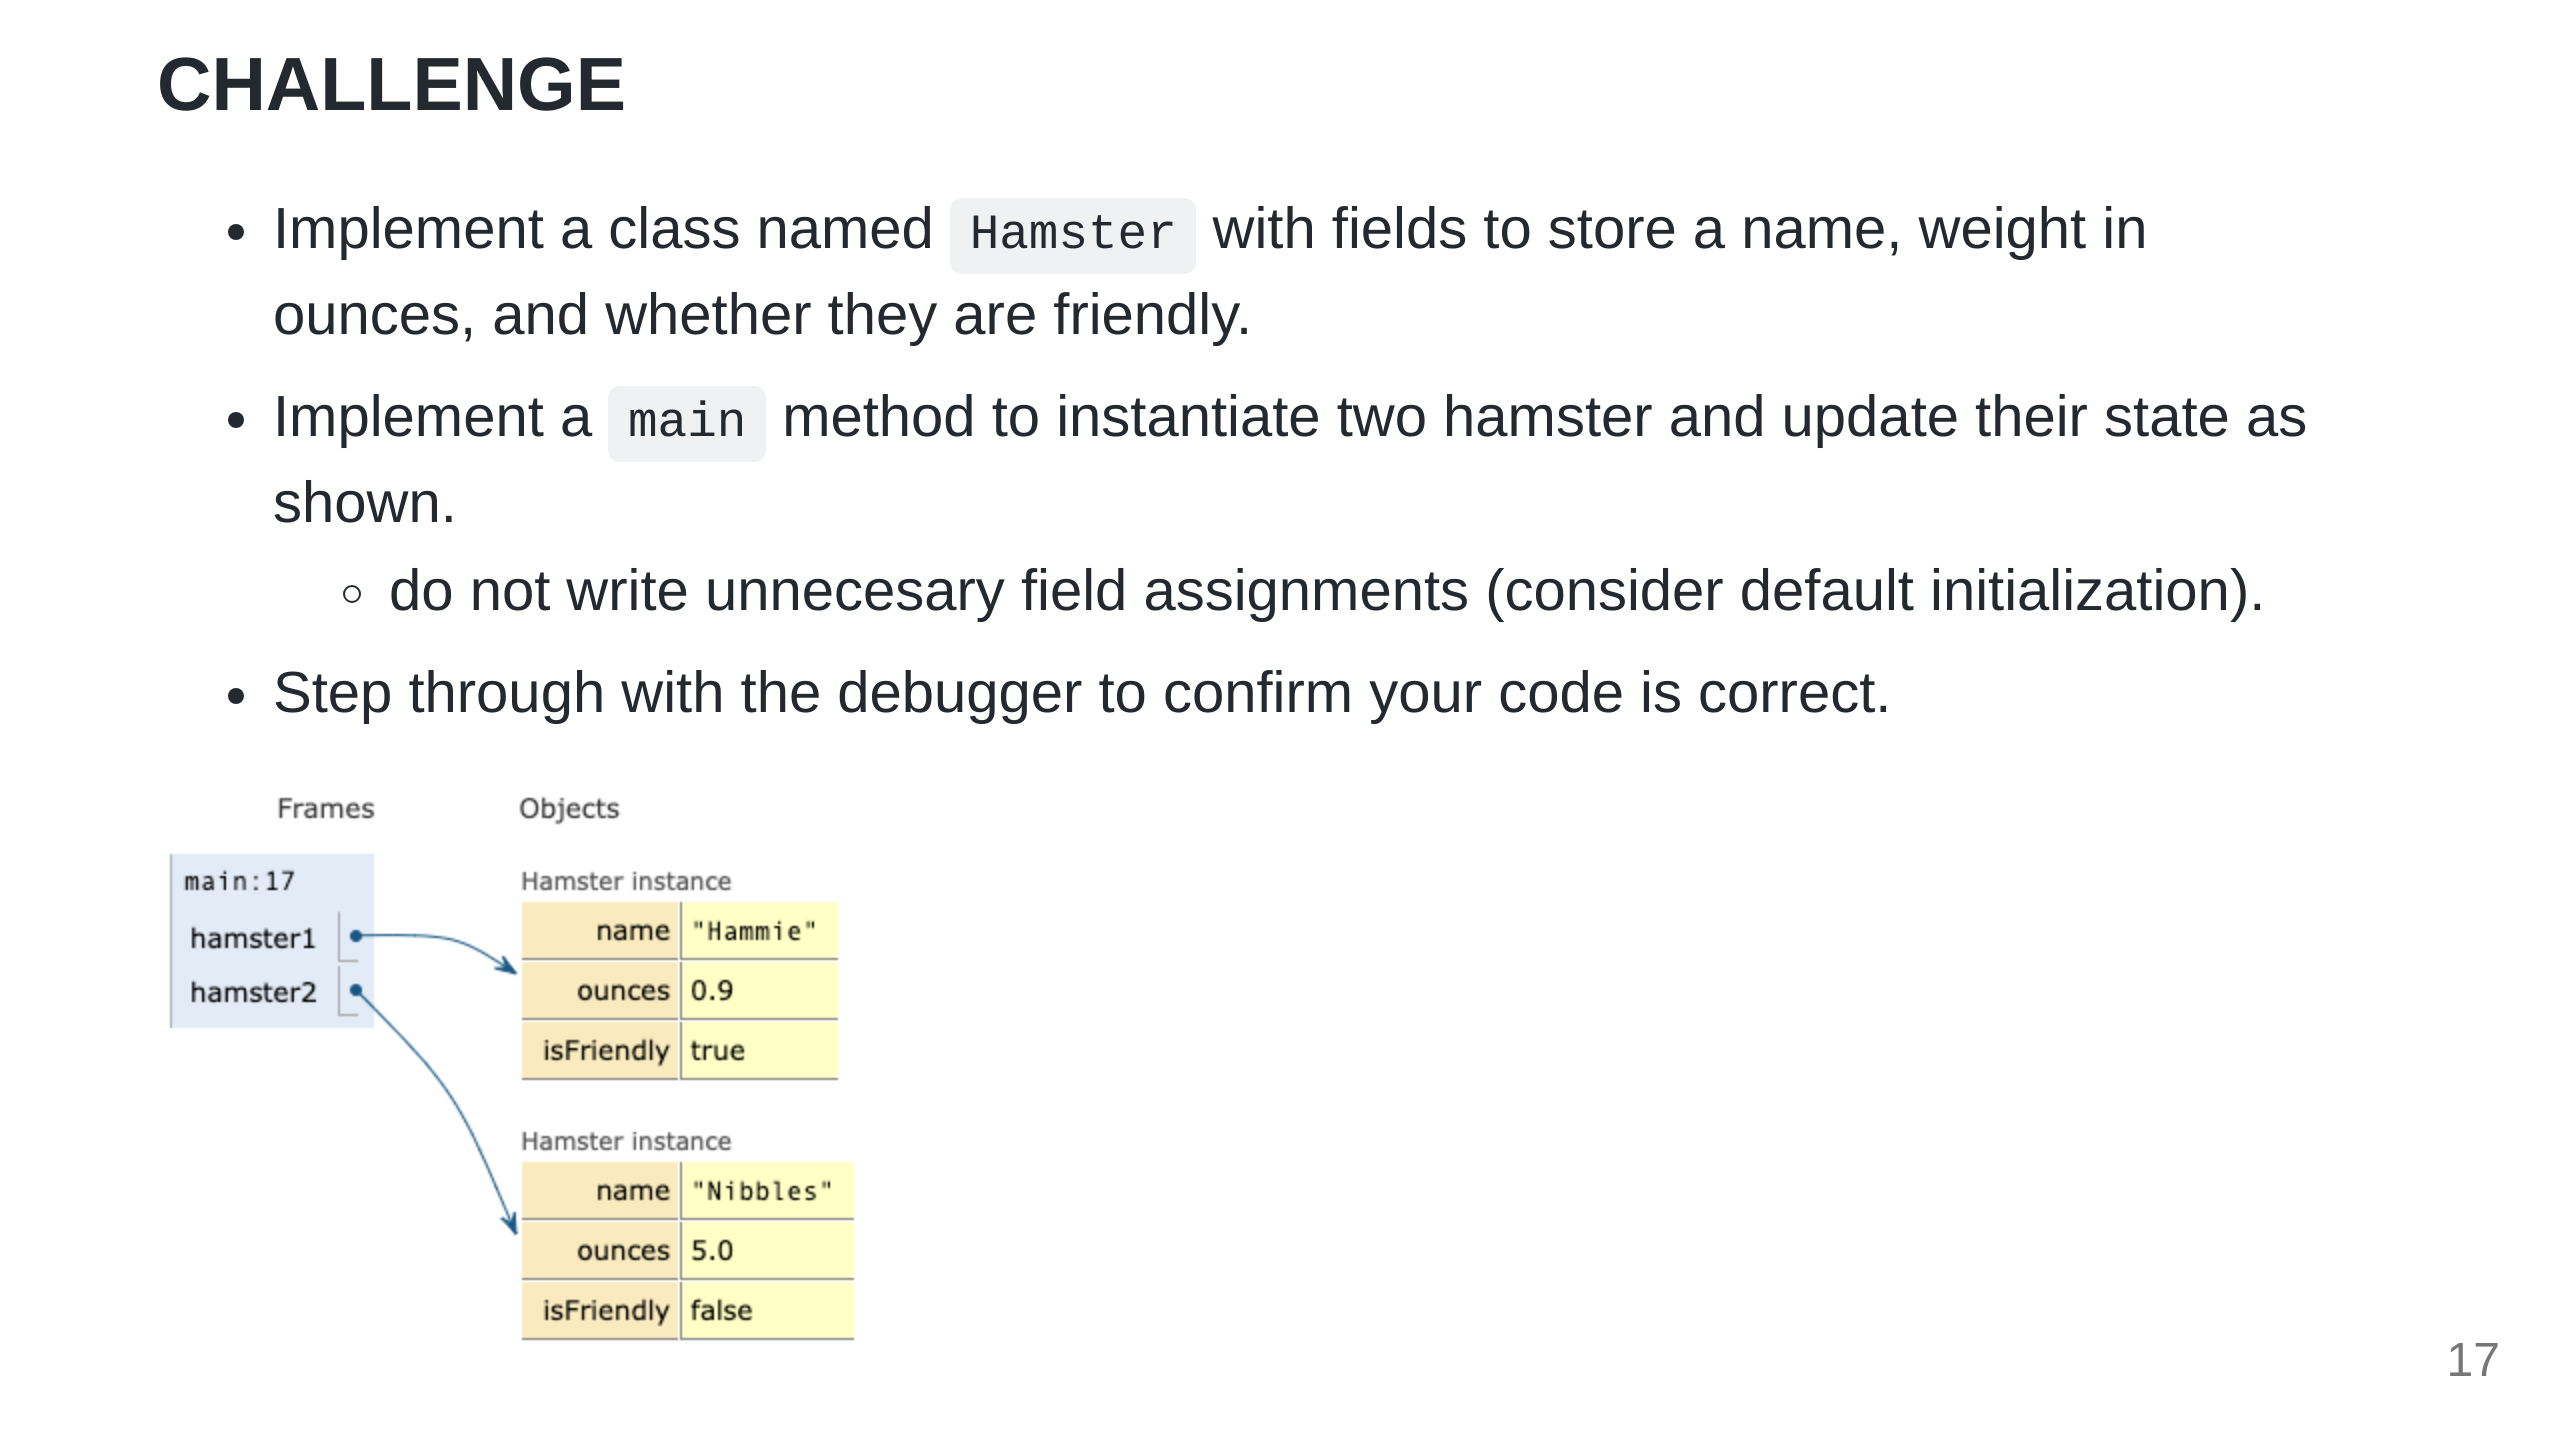 CHALLENGE
Implement a class named Hamster with fields to store a name, weight in
ounces, and whether they are friendly.
Implement a main method to instantiate two hamster and update their state as
shown.
do not write unnecesary field assignments (consider default initialization).
Step through with the debugger to confirm your code is correct.
Frames Objects
main:17
hamster1
hamster2
Hamster instance
name "Hammie"
ounces 0.9
isFriendly true
Hamster instance
name "Nibbles"
ounces 5.0
isFriendly false
17